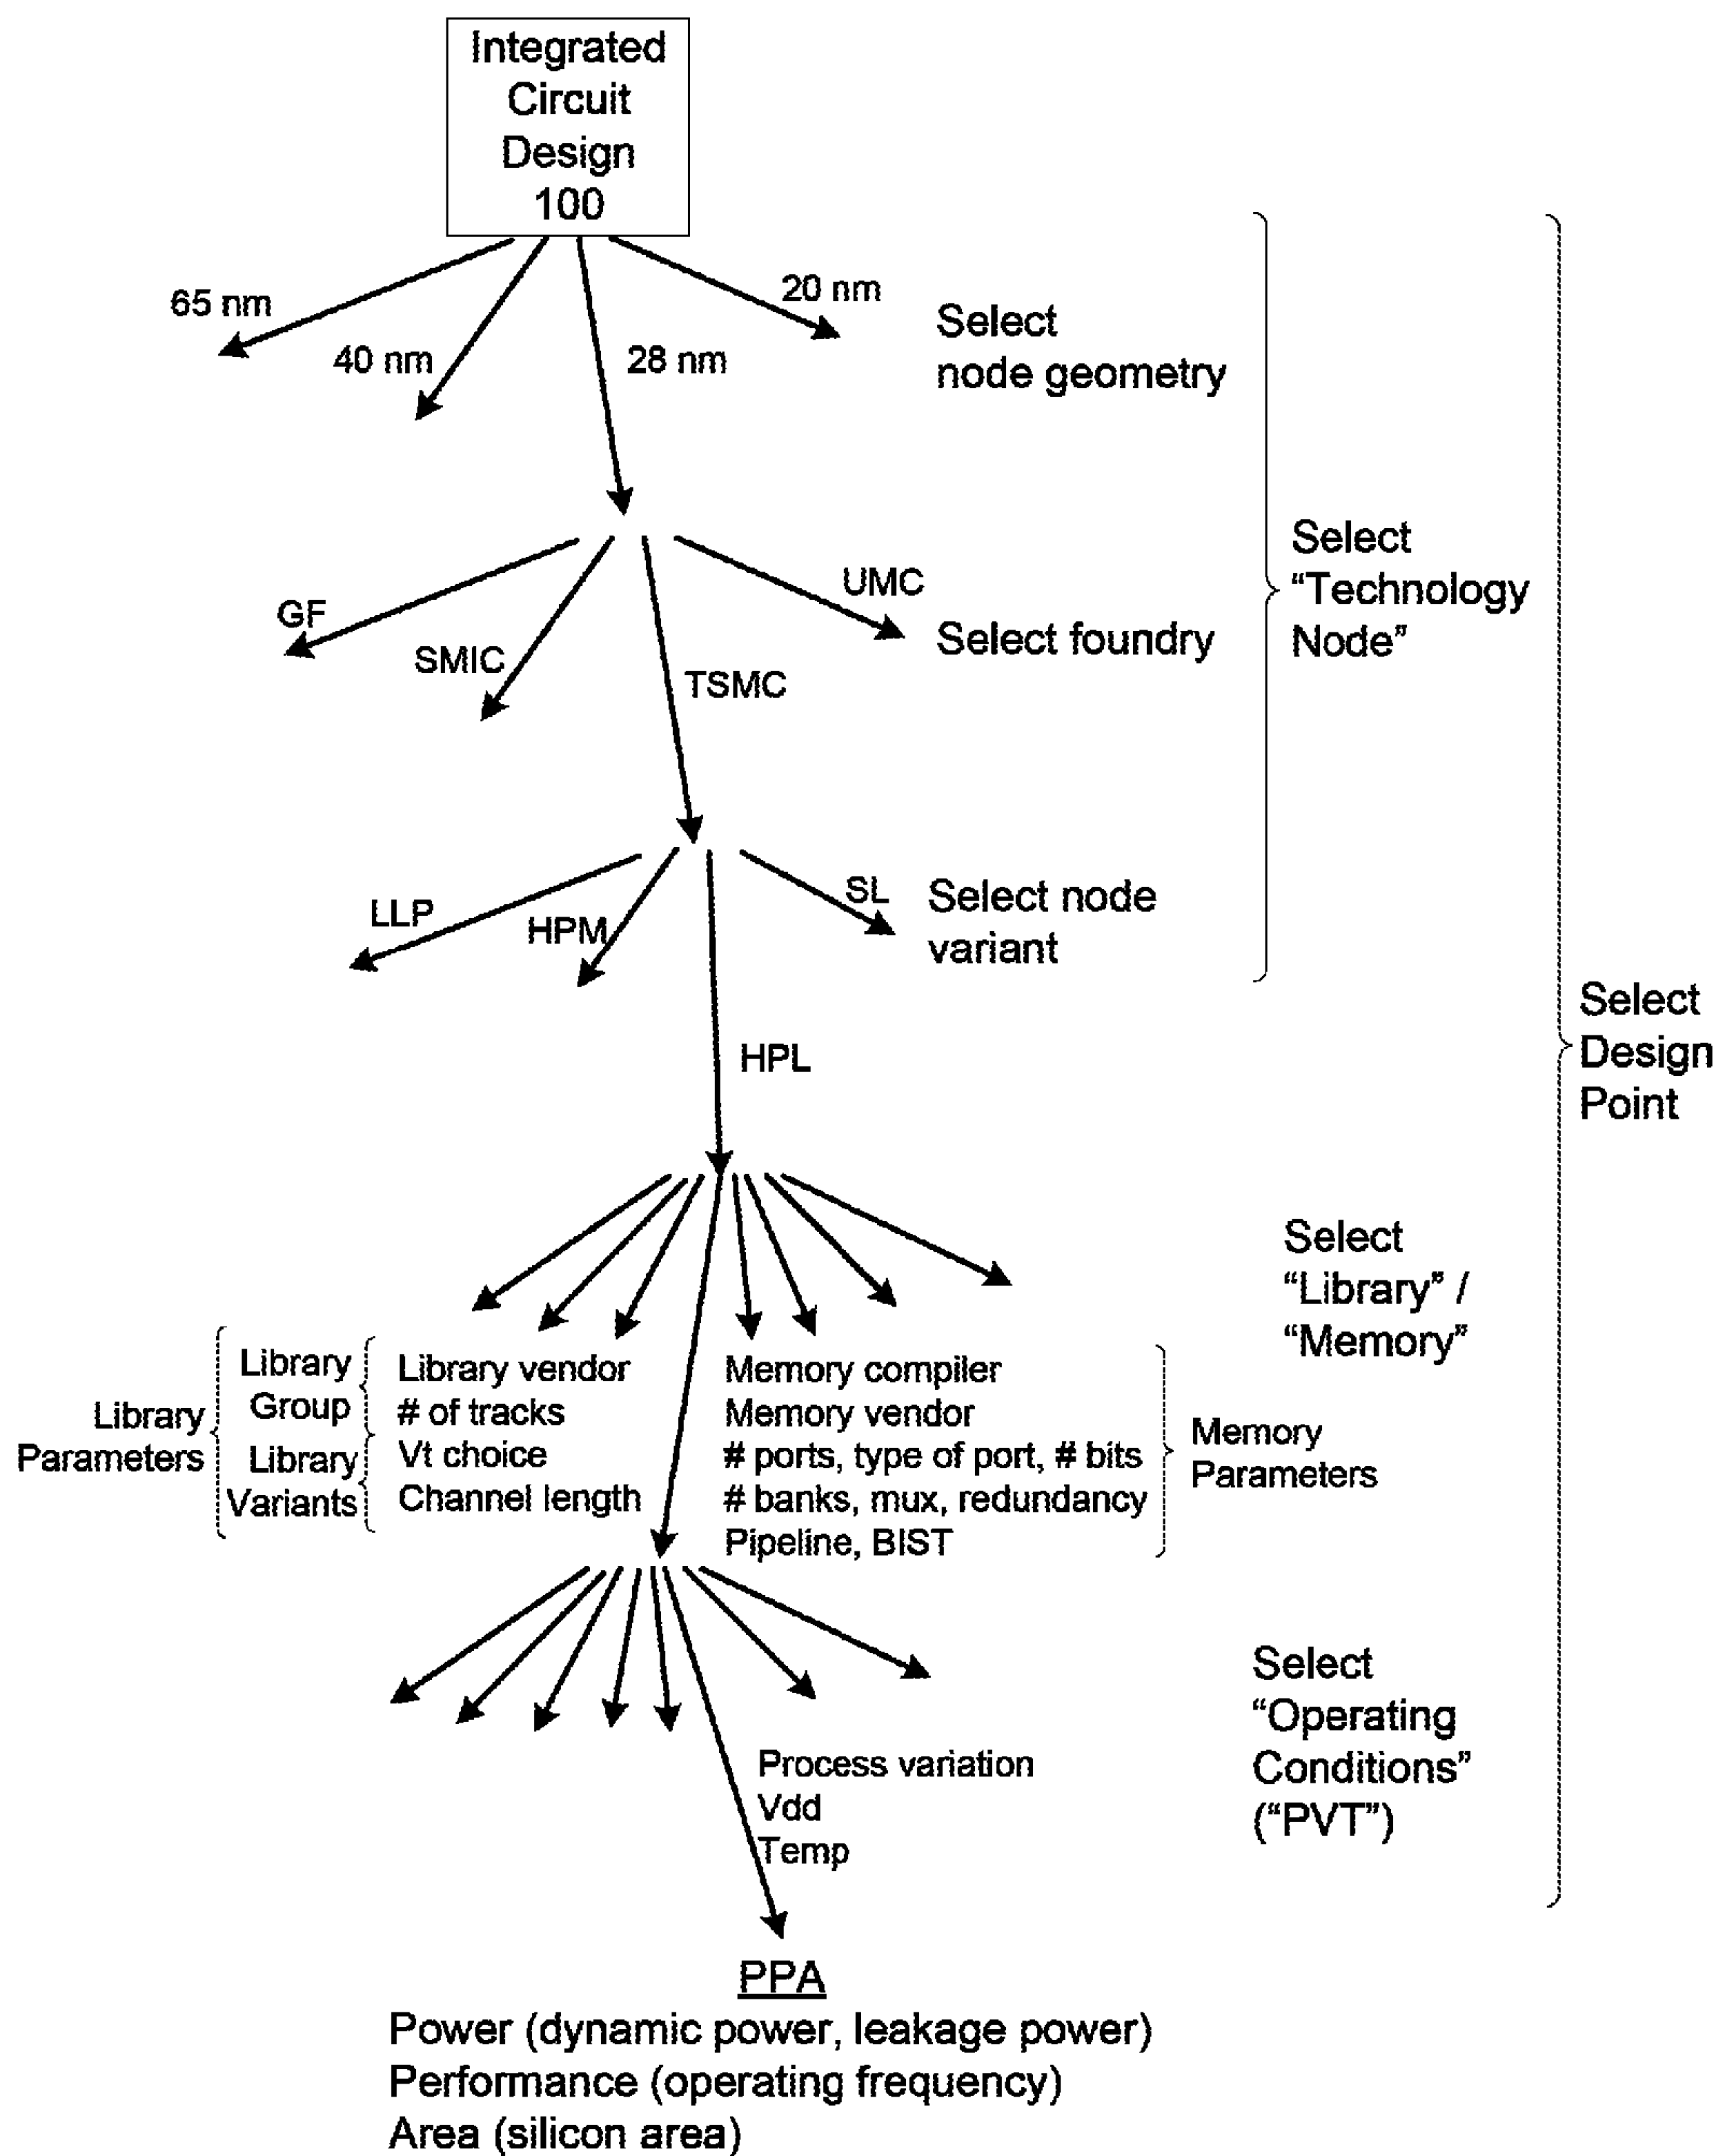 Integrated
Circuit
Design
100
65 nm
40 nm
28 nm
20 nm
Select
node geometry
GF
SMIC
TSMC
UMC
Select foundry
Select
“Technology
Node”
LLP
HPM
SL
Select node
variant
HPL
Select
Design
Point
Select
“Library” /
“Memory”
Library
Parameters
Library
Group
Library
Variants
Library vendor
# of tracks
Vt choice
Channel length
Memory compiler
Memory vendor
# ports, type of port, # bits
# banks, mux, redundancy
Pipeline, BIST
Memory
Parameters
Select
“Operating
Conditions”
(“PVT”)
Process variation
Vdd
Temp
PPA
Power (dynamic power, leakage power)
Performance (operating frequency)
Area (silicon area)